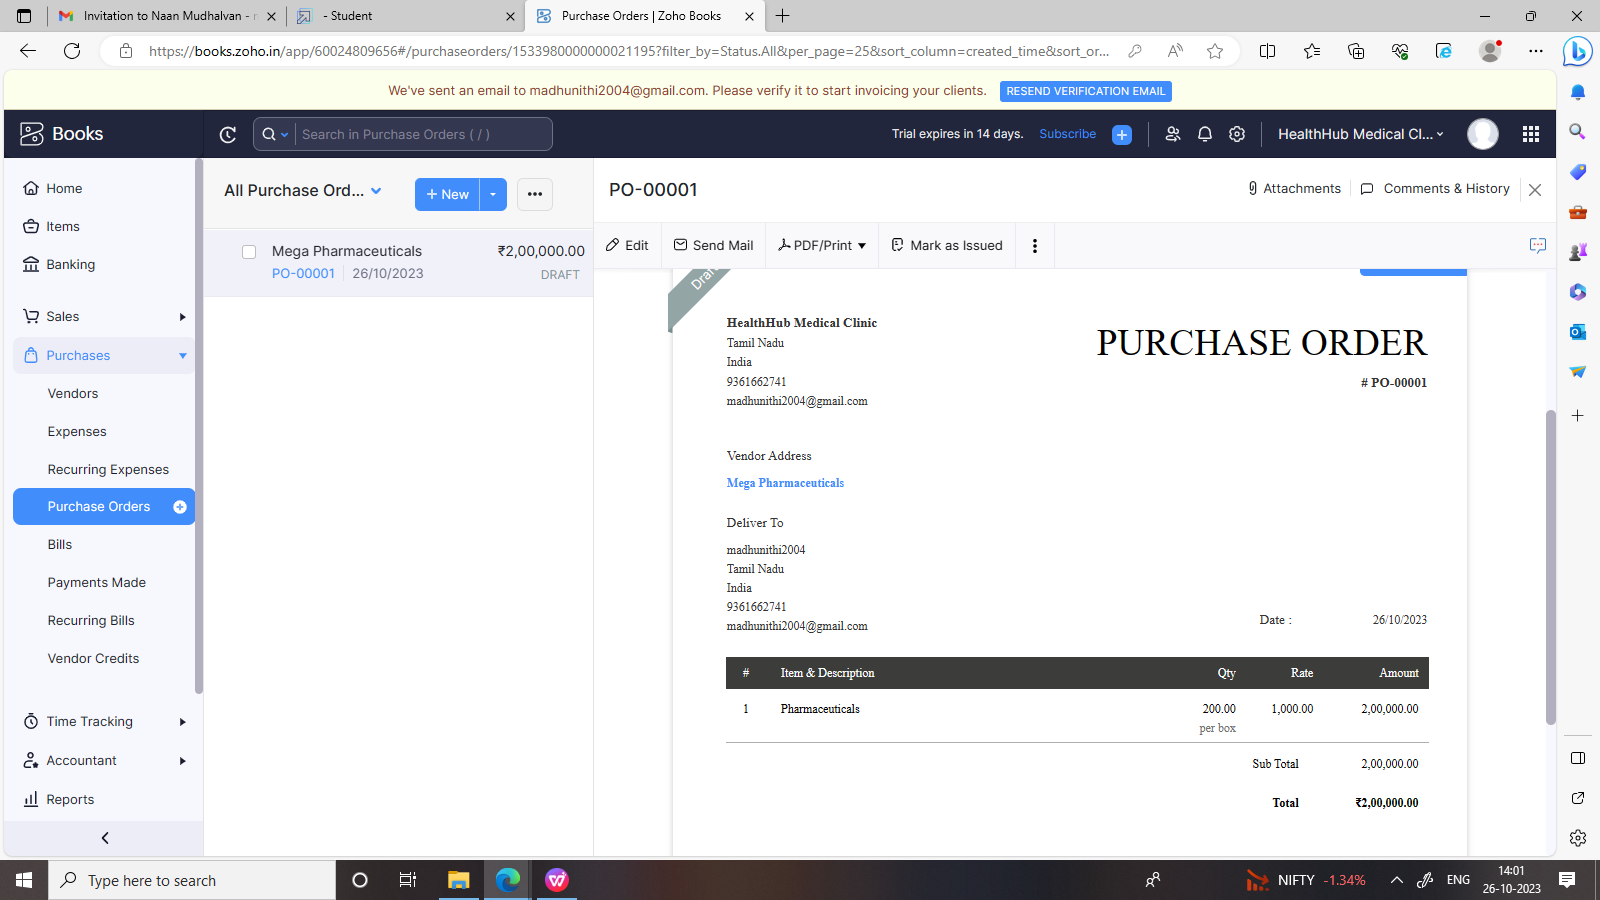 Invitation to Naan Mudhalvan -
- Student
Purchase Orders | Zoho Books
https://books.zoho.in/app/60024809656#/purchaseorders/1533980000000021195?filter_by=Status.All&per_page=25&sort_column=created_time&sort_or...
We've sent an email to madhunithi2004@gmail.com. Please verify it to start invoicing your clients. RESEND VERIFICATION EMAIL
Books
Search in Purchase Orders ( / )
Trial expires in 14 days. Subscribe
HealthHub Medical Cl...
Home
Items
Banking
Sales
Purchases
Vendors
Expenses
Recurring Expenses
Purchase Orders
Bills
Payments Made
Recurring Bills
Vendor Credits
Time Tracking
Accountant
Reports
All Purchase Ord...
+ New
Mega Pharmaceuticals ₹2,00,000.00
PO-00001 26/10/2023 DRAFT
PO-00001
Attachments Comments & History
Edit Send Mail PDF/Print Mark as Issued
Draft
HealthHub Medical Clinic
Tamil Nadu
India
9361662741
madhunithi2004@gmail.com
PURCHASE ORDER
# PO-00001
Vendor Address
Mega Pharmaceuticals
Deliver To
madhunithi2004
Tamil Nadu
India
9361662741
madhunithi2004@gmail.com
Date : 26/10/2023
# Item & Description Qty Rate Amount
1 Pharmaceuticals 200.00 1,000.00 2,00,000.00
per box
Sub Total 2,00,000.00
Total ₹2,00,000.00
Type here to search
NIFTY -1.34%
ENG
14:01
26-10-2023